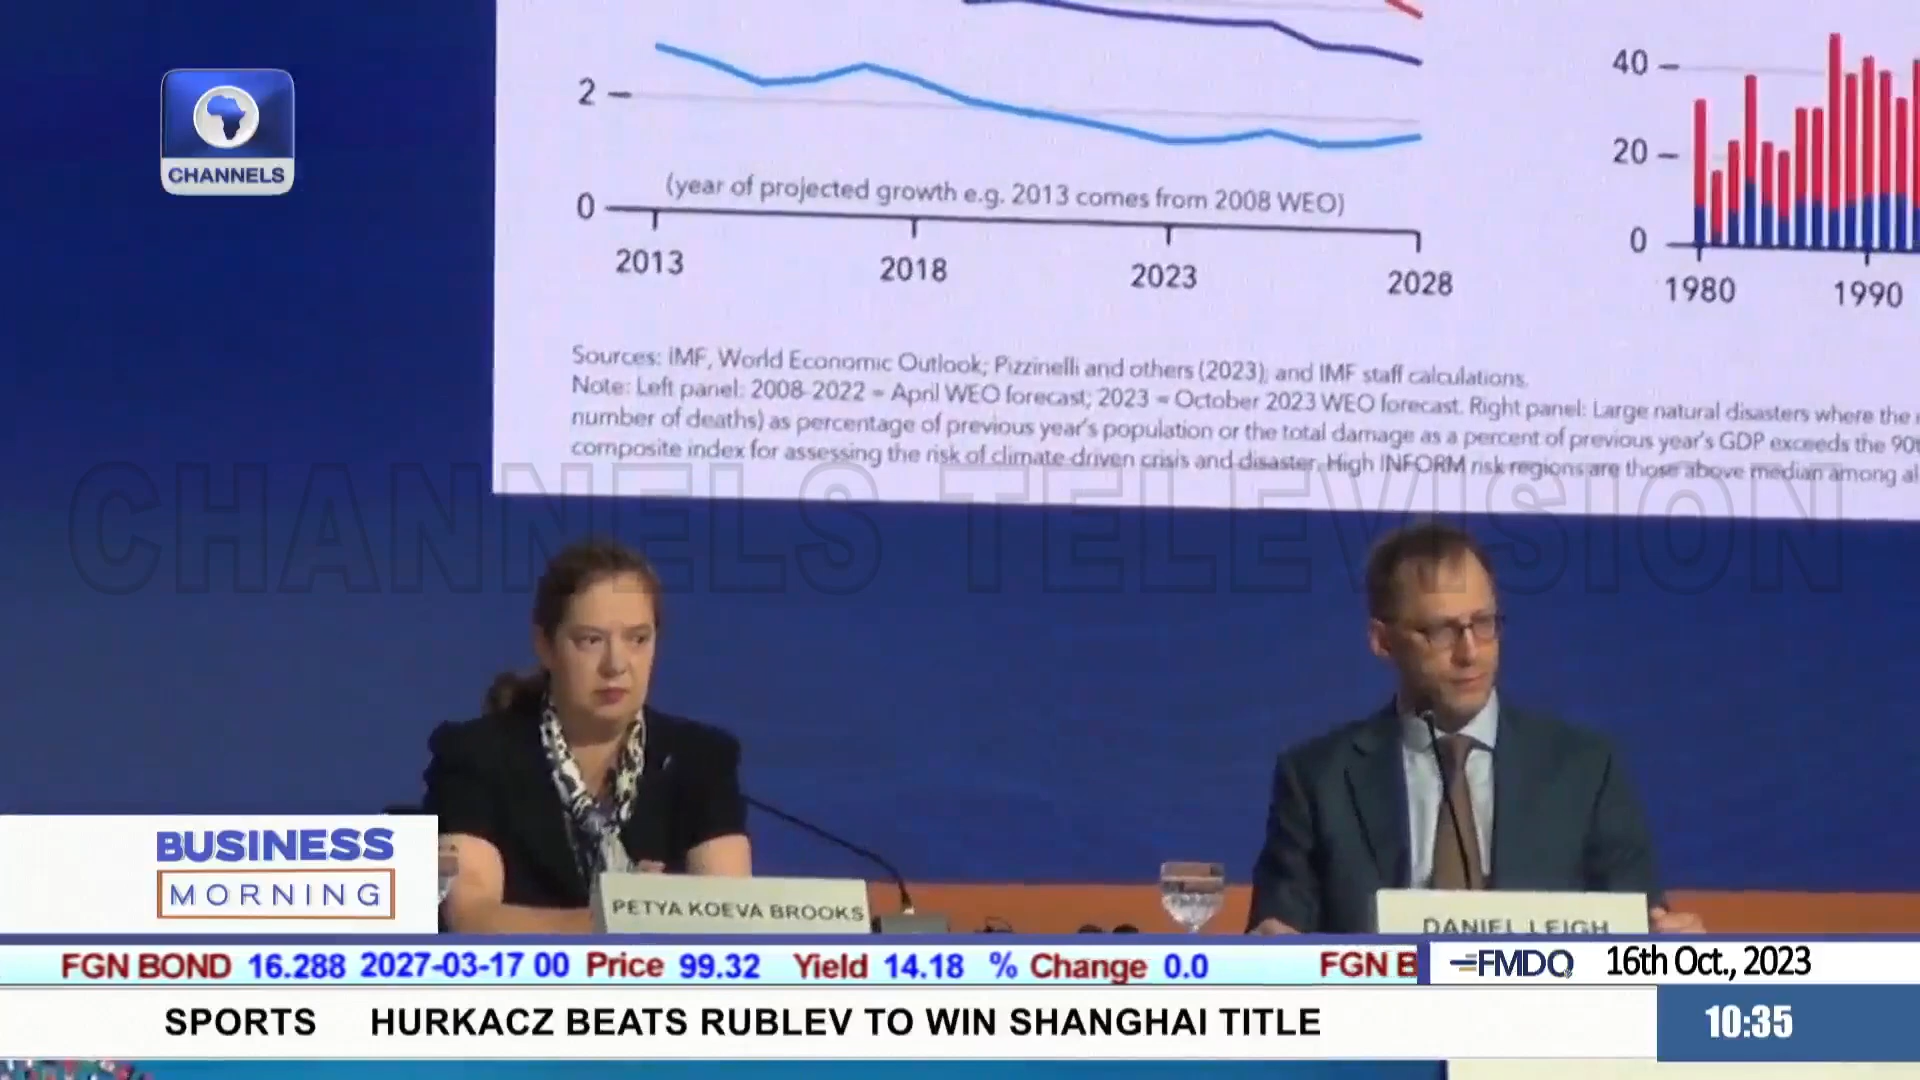 CHANNELS
2
0
(year of projected growth e.g. 2013 comes from 2008 WEO)
2013 2018 2023 2028
40
20
0
1980 1990
Sources: IMF, World Economic Outlook; Pizzinelli and others (2023); and IMF staff calculations.
Note: Left panel: 2008-2022 = April WEO forecast; 2023 = October 2023 WEO forecast. Right panel: Large natural disasters where the
number of deaths) as percentage of previous year's population or the total damage as a percent of previous year's GDP exceeds the 90t
composite index for assessing the risk of climate-driven crisis and disaster. High INFORM risk regions are those above median among al
CHANNELS TELEVISION
BUSINESS
MORNING
PETYA KOEVA BROOKS
DANIEL LEIGH
FGN BOND 16.288 2027-03-17 00 Price 99.32 Yield 14.18 % Change 0.0 FGN B
FMDQ 16th Oct., 2023
SPORTS HURKACZ BEATS RUBLEV TO WIN SHANGHAI TITLE
10:35